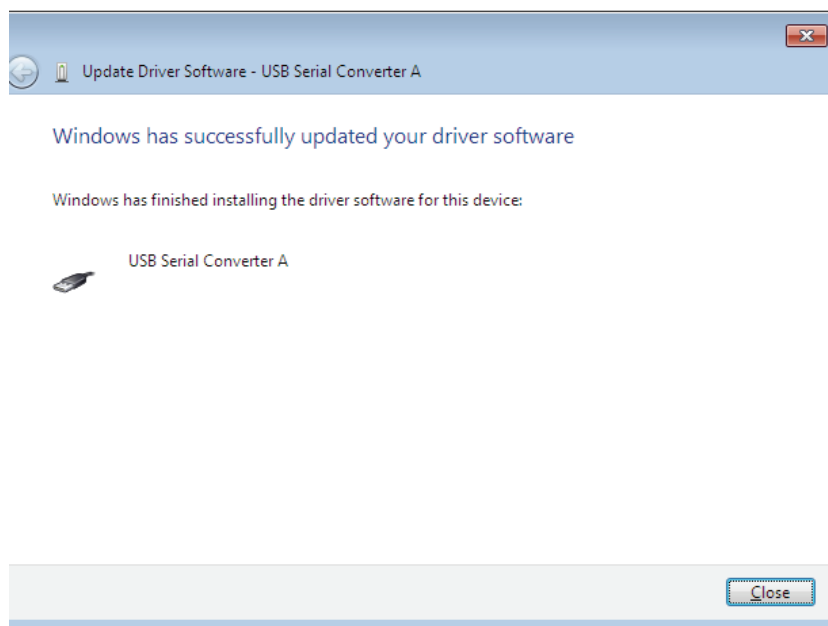 Update Driver Software - USB Serial Converter A
Windows has successfully updated your driver software
Windows has finished installing the driver software for this device:
USB Serial Converter A
Close